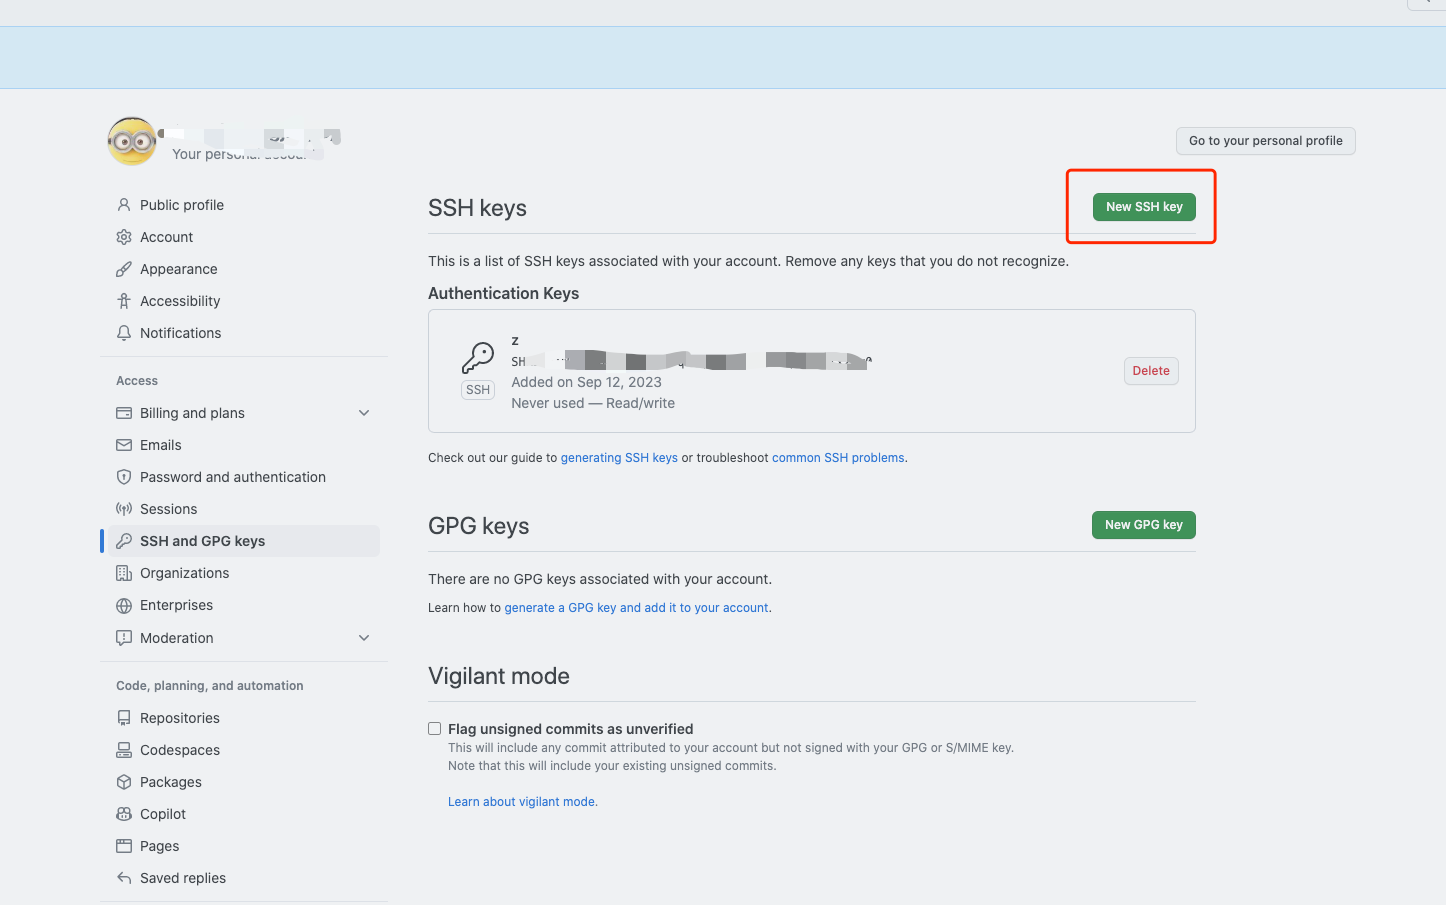 Your personal
Go to your personal profile
Public profile
Account
Appearance
Accessibility
Notifications
Access
Billing and plans
Emails
Password and authentication
Sessions
SSH and GPG keys
Organizations
Enterprises
Moderation
Code, planning, and automation
Repositories
Codespaces
Packages
Copilot
Pages
Saved replies
SSH keys
New SSH key
This is a list of SSH keys associated with your account. Remove any keys that you do not recognize.
Authentication Keys
z
SSH
Added on Sep 12, 2023
Never used — Read/write
Delete
Check out our guide to generating SSH keys or troubleshoot common SSH problems.
GPG keys
New GPG key
There are no GPG keys associated with your account.
Learn how to generate a GPG key and add it to your account.
Vigilant mode
Flag unsigned commits as unverified
This will include any commit attributed to your account but not signed with your GPG or S/MIME key.
Note that this will include your existing unsigned commits.
Learn about vigilant mode.